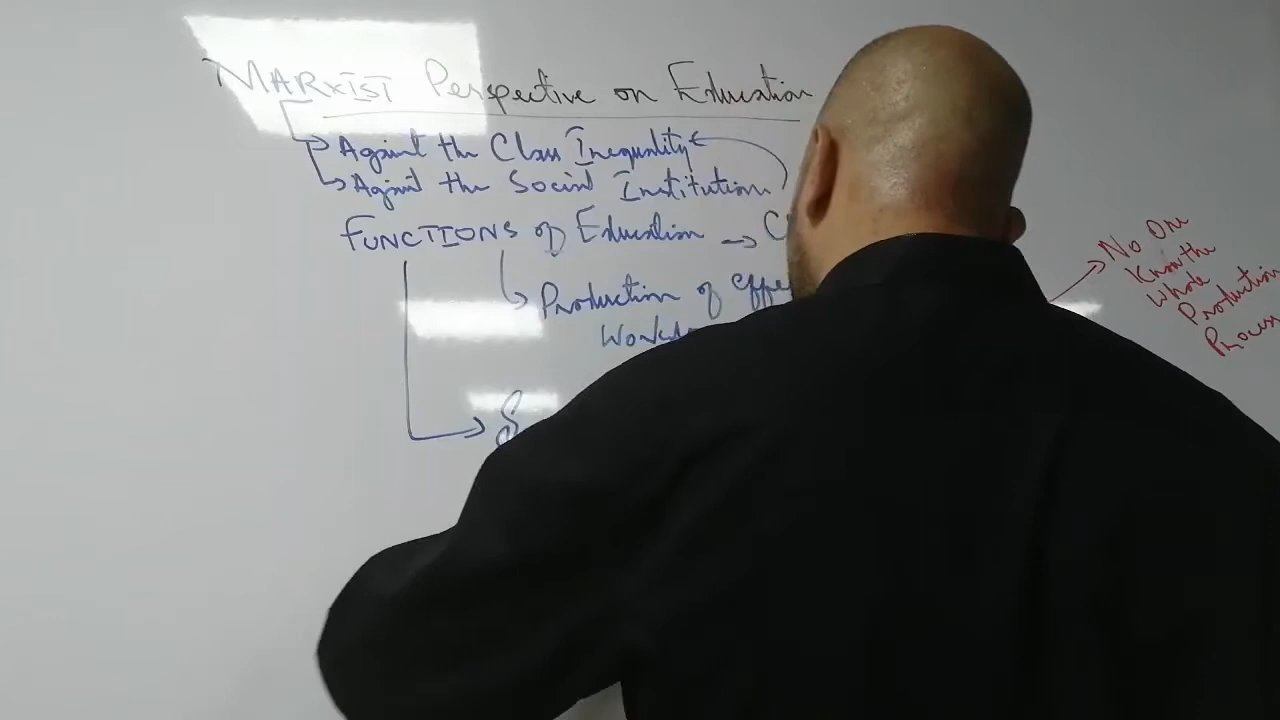 MARxIST Perspective on Education
Against the Class Inequality
Against the Social Institution
FUNCTIONS of Education →
Production of
No One
Know the
Whole
Production
Process